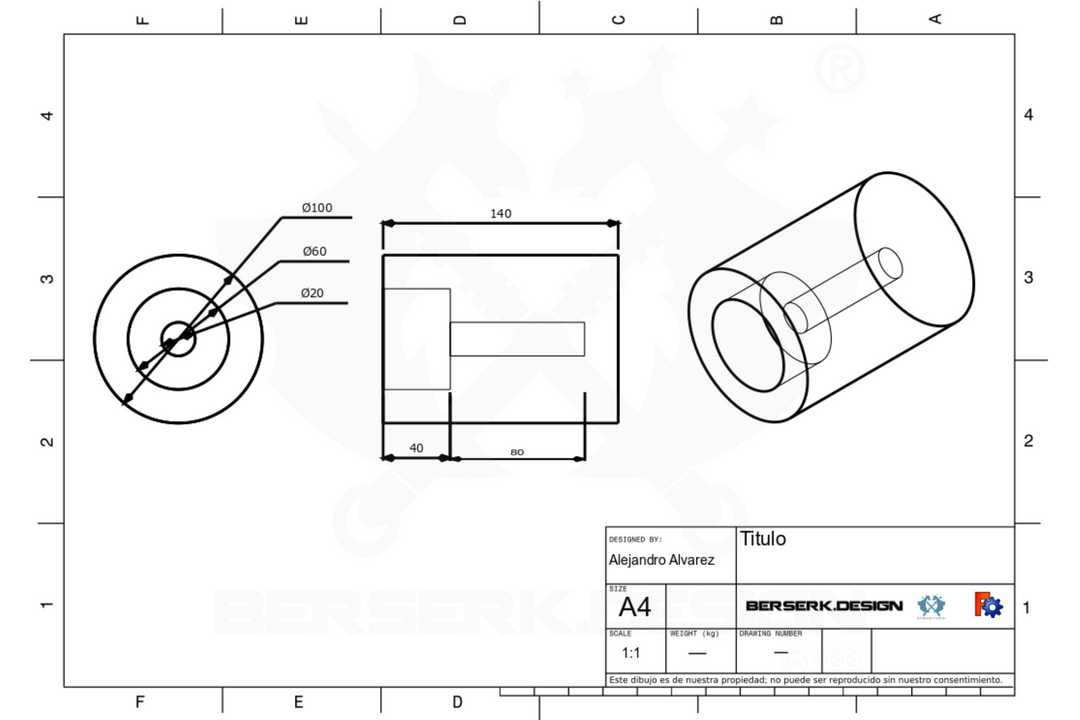 F E D C B A
4 4
Ø100
140
Ø60
3 3
Ø20
2 2
40 80
DESIGNED BY:
Alejandro Alvarez
Titulo
SIZE
A4
BERSERK.DESIGN
BERSERK.DESIGN
1 1
SCALE
1:1
WEIGHT (kg)
—
DRAWING NUMBER
—
Este dibujo es de nuestra propiedad; no puede ser reproducido sin nuestro consentimiento.
F E D
®